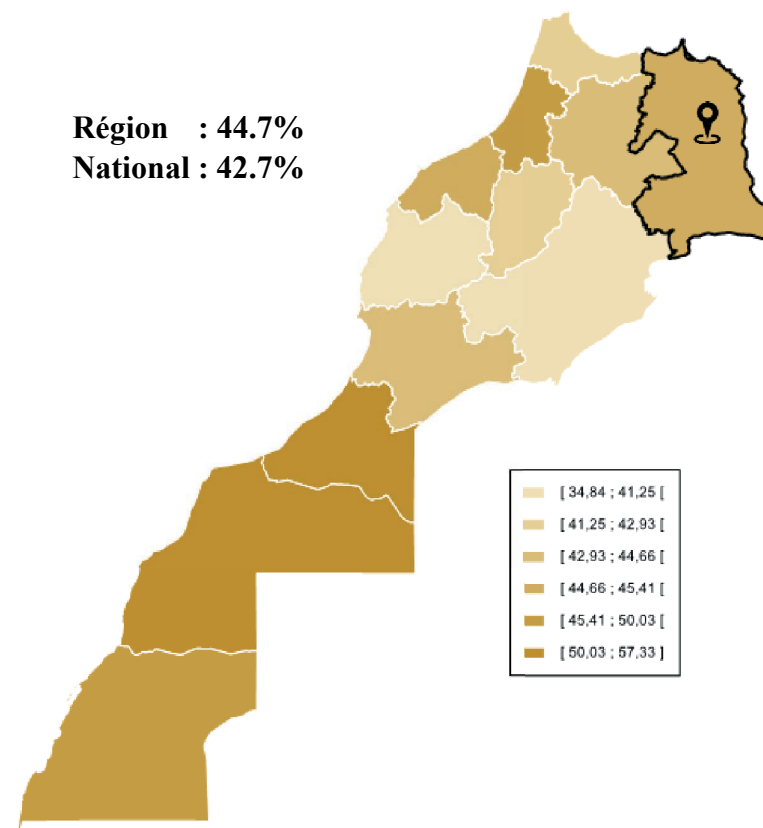 Région : 44.7%
National : 42.7%
[ 34,84 ; 41,25 [
[ 41,25 ; 42,93 [
[ 42,93 ; 44,66 [
[ 44,66 ; 45,41 [
[ 45,41 ; 50,03 [
[ 50,03 ; 57,33 ]